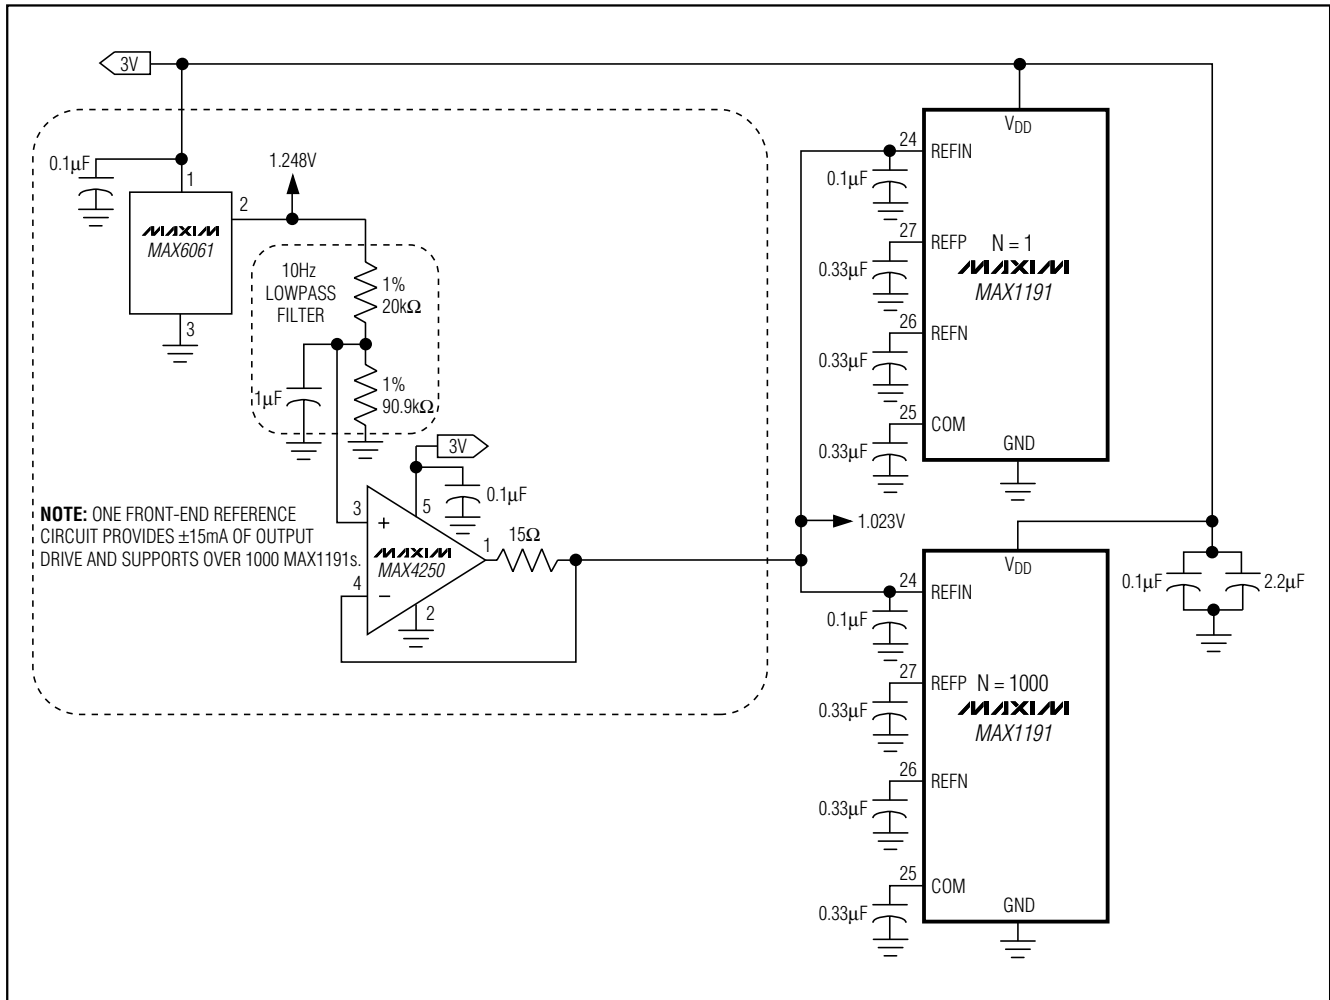 3V
0.1µF
1
1.248V
2
MAXIM
MAX6061
3
10Hz
LOWPASS
FILTER
1%
20kΩ
1µF
1%
90.9kΩ
3V
0.1µF
5
3
+
MAXIM
MAX4250
4
−
2
1
15Ω
NOTE: ONE FRONT-END REFERENCE
CIRCUIT PROVIDES ±15mA OF OUTPUT
DRIVE AND SUPPORTS OVER 1000 MAX1191s.
VDD
24
REFIN
0.1µF
27
REFP
N = 1
0.33µF
MAXIM
MAX1191
26
REFN
0.33µF
25
COM
0.33µF
GND
1.023V
VDD
24
REFIN
0.1µF
27
REFP
N = 1000
0.33µF
MAXIM
MAX1191
26
REFN
0.33µF
25
COM
0.33µF
GND
0.1µF
2.2µF